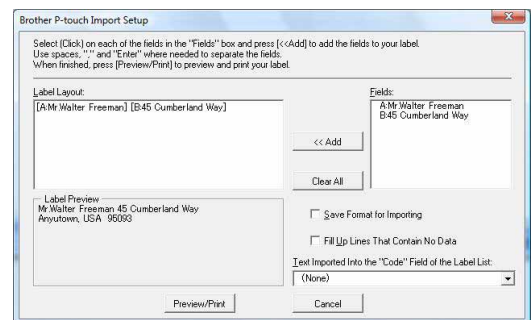 Brother P-touch Import Setup
Select (Click) on each of the fields in the "Fields" box and press (<<Add) to add the fields to your label.
Use spaces, "," and "Enter" where needed to separate the fields.
When finished, press (Preview/Print) to preview and print your label.
Label Layout:
[A:Mr.Walter Freeman] [B:45 Cumberland Way]
Fields:
A:Mr.Walter Freeman
B:45 Cumberland Way
<< Add
Clear All
Label Preview
Mr.Walter Freeman 45 Cumberland Way
Anyutown, USA 95093
Save Format for Importing
Fill Up Lines That Contain No Data
Text Imported Into the "Code" Field of the Label List:
(None)
Preview/Print
Cancel